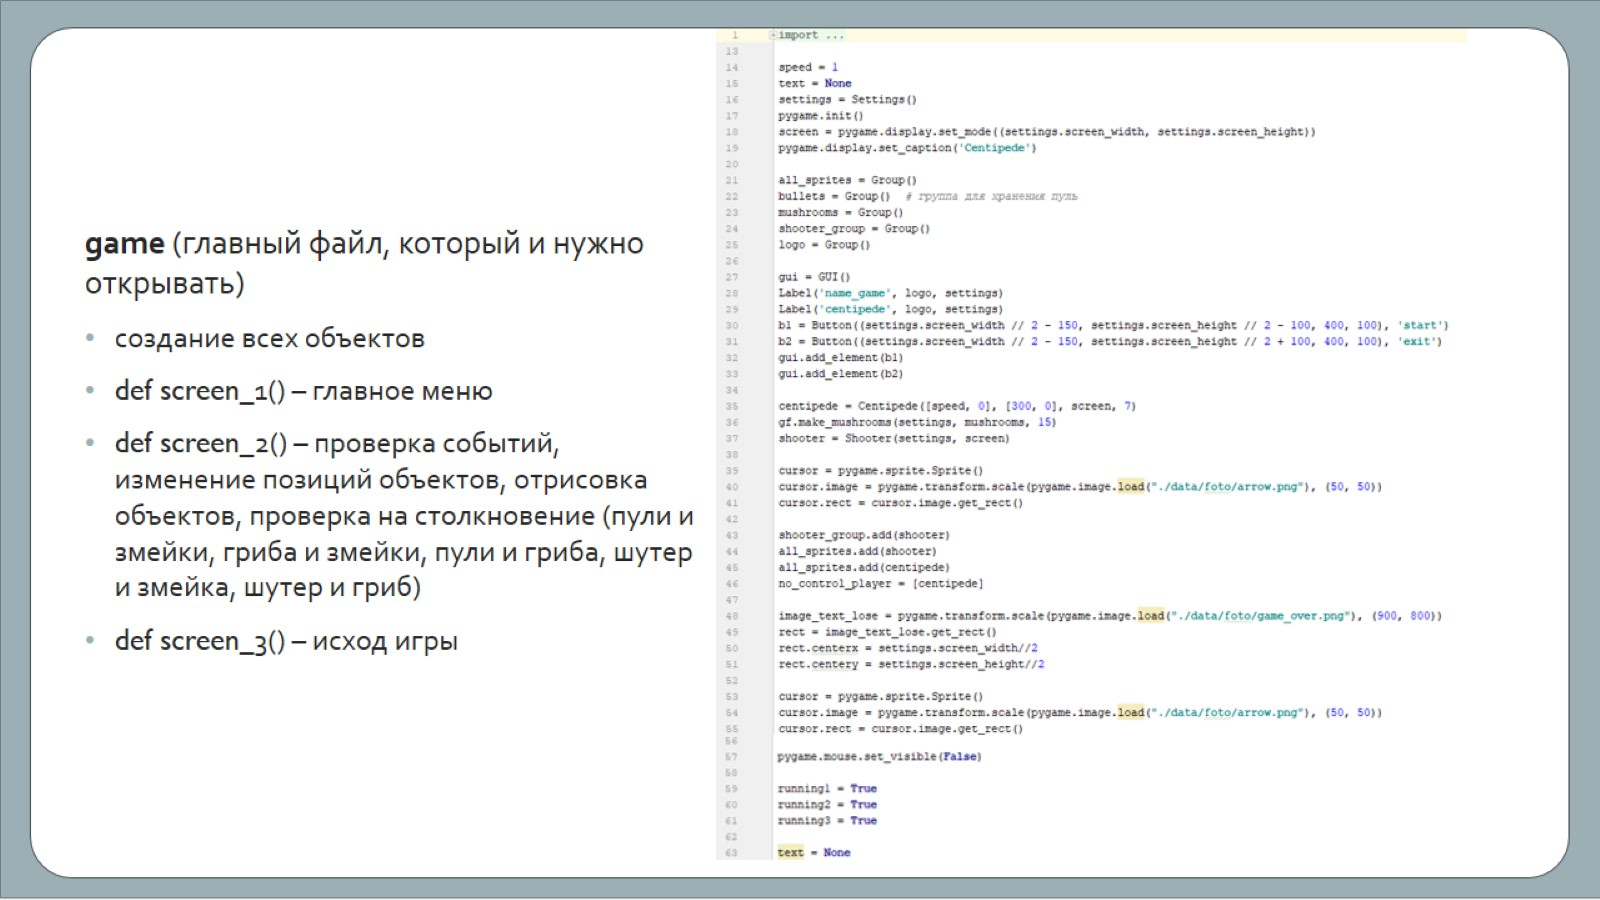 game (главный файл, который и нужно
открывать)
• создание всех объектов
• def screen_1() – главное меню
• def screen_2() – проверка событий,
изменение позиций объектов, отрисовка
объектов, проверка на столкновение (пули и
змейки, гриба и змейки, пули и гриба, шутер
и змейка, шутер и гриб)
• def screen_3() – исход игры
1 import ...
13
14 speed = 1
15 text = None
16 settings = Settings()
17 pygame.init()
18 screen = pygame.display.set_mode((settings.screen_width, settings.screen_height))
19 pygame.display.set_caption('Centipede')
20
21 all_sprites = Group()
22 bullets = Group()  # группа для хранения пуль
23 mushrooms = Group()
24 shooter_group = Group()
25 logo = Group()
26
27 gui = GUI()
28 Label('name_game', logo, settings)
29 Label('centipede', logo, settings)
30 b1 = Button((settings.screen_width // 2 - 150, settings.screen_height // 2 - 100, 400, 100), 'start')
31 b2 = Button((settings.screen_width // 2 - 150, settings.screen_height // 2 + 100, 400, 100), 'exit')
32 gui.add_element(b1)
33 gui.add_element(b2)
34
35 centipede = Centipede([speed, 0], [300, 0], screen, 7)
36 gf.make_mushrooms(settings, mushrooms, 15)
37 shooter = Shooter(settings, screen)
38
39 cursor = pygame.sprite.Sprite()
40 cursor.image = pygame.transform.scale(pygame.image.load("./data/foto/arrow.png"), (50, 50))
41 cursor.rect = cursor.image.get_rect()
42
43 shooter_group.add(shooter)
44 all_sprites.add(shooter)
45 all_sprites.add(centipede)
46 no_control_player = [centipede]
47
48 image_text_lose = pygame.transform.scale(pygame.image.load("./data/foto/game_over.png"), (900, 800))
49 rect = image_text_lose.get_rect()
50 rect.centerx = settings.screen_width//2
51 rect.centery = settings.screen_height//2
52
53 cursor = pygame.sprite.Sprite()
54 cursor.image = pygame.transform.scale(pygame.image.load("./data/foto/arrow.png"), (50, 50))
55 cursor.rect = cursor.image.get_rect()
56
57 pygame.mouse.set_visible(False)
58
59 running1 = True
60 running2 = True
61 running3 = True
62
63 text = None